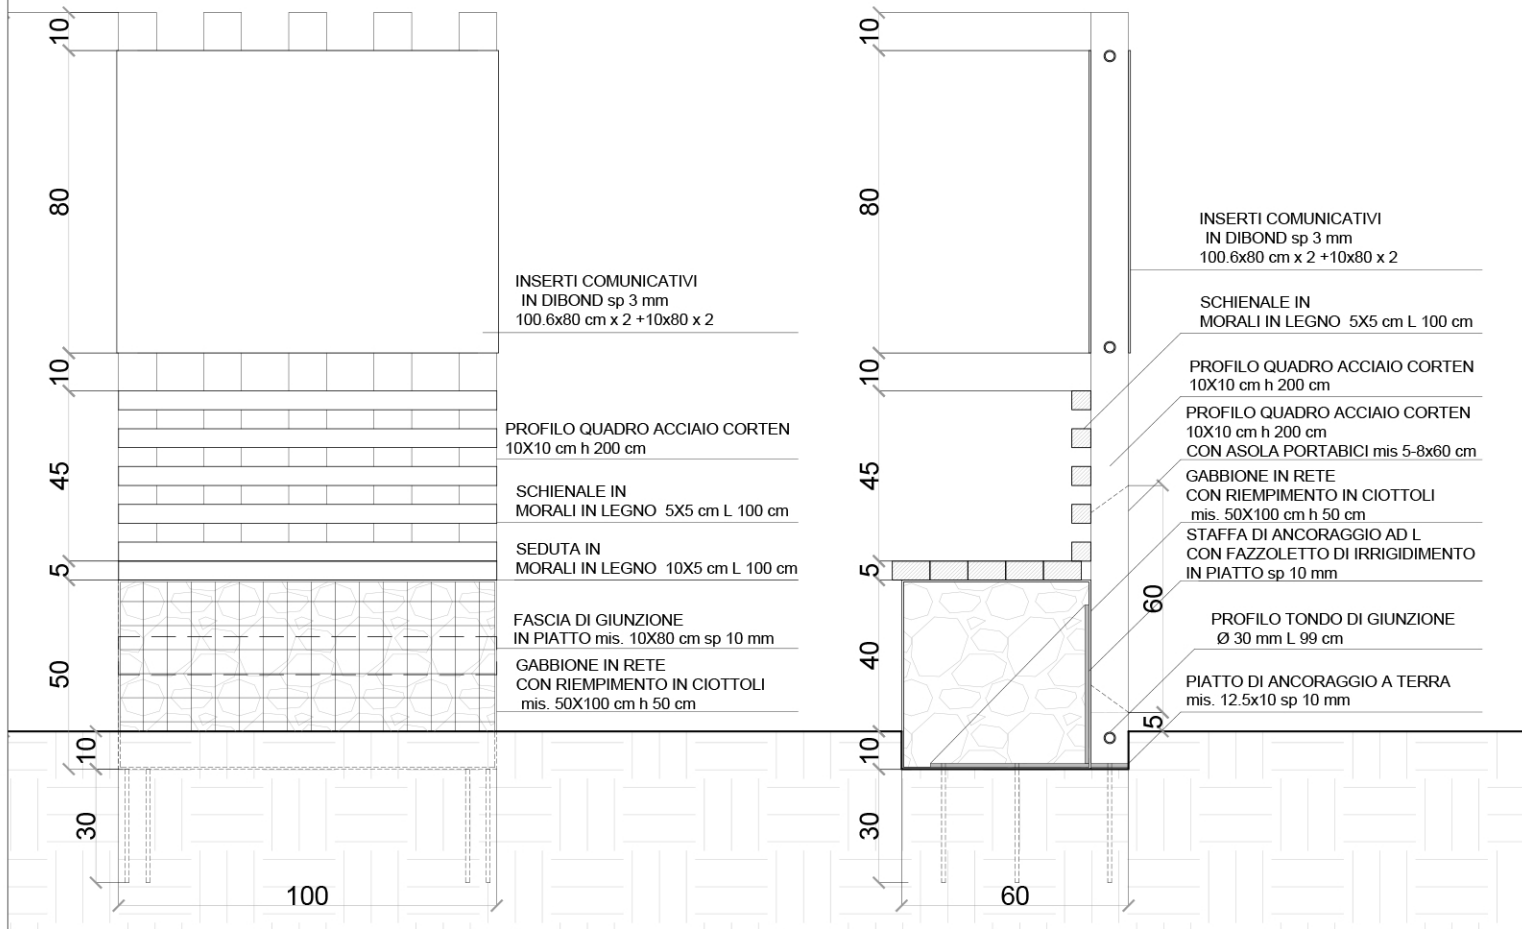 10
80
10
45
5
50
10
30
100
INSERTI COMUNICATIVI
IN DIBOND sp 3 mm
100.6x80 cm x 2 +10x80 x 2
PROFILO QUADRO ACCIAIO CORTEN
10X10 cm h 200 cm
SCHIENALE IN
MORALI IN LEGNO 5X5 cm L 100 cm
SEDUTA IN
MORALI IN LEGNO 10X5 cm L 100 cm
FASCIA DI GIUNZIONE
IN PIATTO mis. 10X80 cm sp 10 mm
GABBIONE IN RETE
CON RIEMPIMENTO IN CIOTTOLI
mis. 50X100 cm h 50 cm
10
80
10
45
5
40
10
30
60
60
5
INSERTI COMUNICATIVI
IN DIBOND sp 3 mm
100.6x80 cm x 2 +10x80 x 2
SCHIENALE IN
MORALI IN LEGNO 5X5 cm L 100 cm
PROFILO QUADRO ACCIAIO CORTEN
10X10 cm h 200 cm
PROFILO QUADRO ACCIAIO CORTEN
10X10 cm h 200 cm
CON ASOLA PORTABICI mis 5-8x60 cm
GABBIONE IN RETE
CON RIEMPIMENTO IN CIOTTOLI
mis. 50X100 cm h 50 cm
STAFFA DI ANCORAGGIO AD L
CON FAZZOLETTO DI IRRIGIDIMENTO
IN PIATTO sp 10 mm
PROFILO TONDO DI GIUNZIONE
Ø 30 mm L 99 cm
PIATTO DI ANCORAGGIO A TERRA
mis. 12.5x10 sp 10 mm